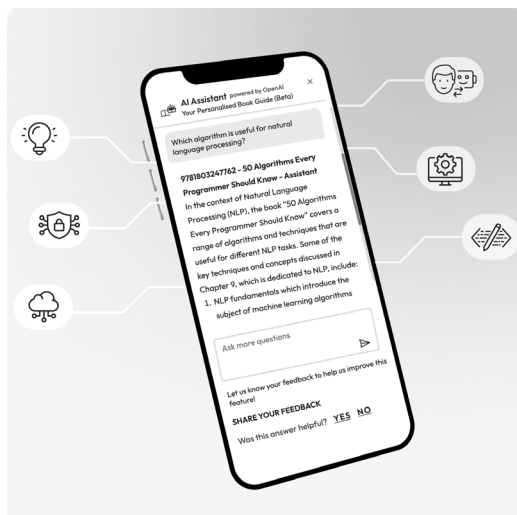 AI Assistant powered by OpenAI
Your Personalised Book Guide (Beta)
Which algorithm is useful for natural
language processing?
9781803247762 - 50 Algorithms Every
Programmer Should Know - Assistant
In the context of Natural Language
Processing (NLP), the book "50 Algorithms
Every Programmer Should Know" covers a
range of algorithms and techniques that are
useful for different NLP tasks. Some of the
key techniques and concepts discussed in
Chapter 9, which is dedicated to NLP, include:
1. NLP fundamentals which introduce the
subject of machine learning algorithms
Ask more questions
Let us know your feedback to help us improve this
feature!
SHARE YOUR FEEDBACK
Was this answer helpful? YES NO